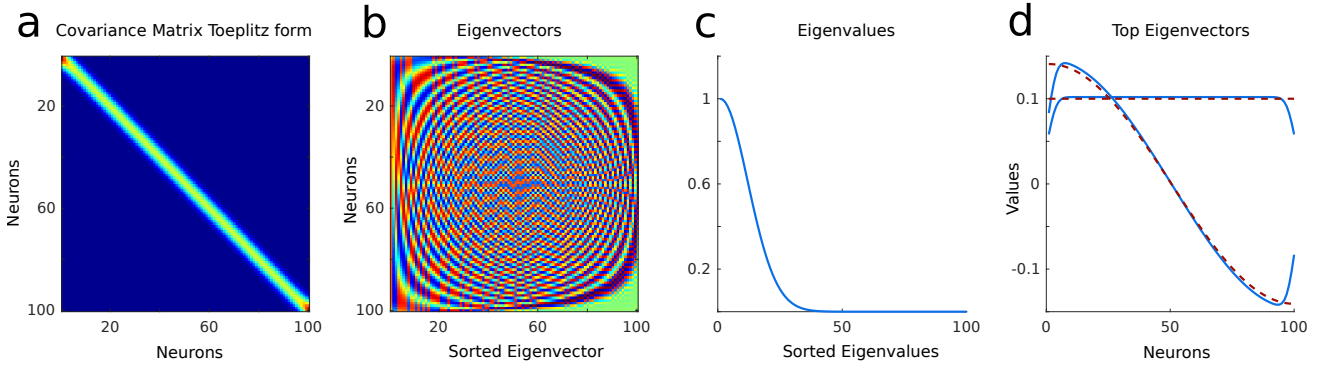 a Covariance Matrix Toeplitz form
b Eigenvectors
c Eigenvalues
d Top Eigenvectors
Neurons
20
60
100
20 60 100
Neurons
Neurons
20
60
100
20 60 100
Sorted Eigenvector
1
0.6
0.2
0 50 100
Sorted Eigenvalues
Values
0.1
0
-0.1
0 50 100
Neurons